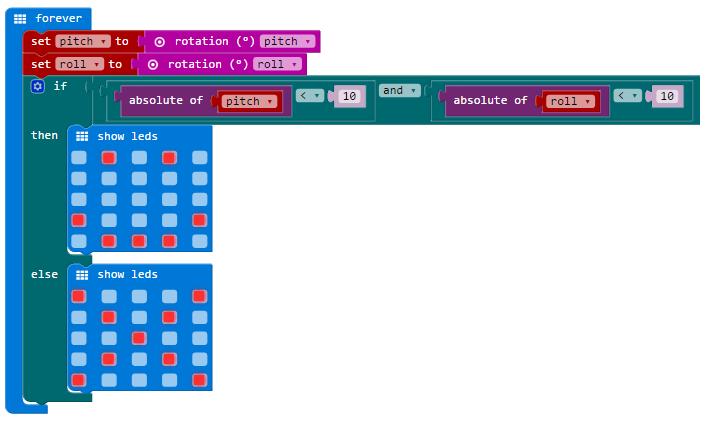 forever
set pitch to rotation (°) pitch
set roll to rotation (°) roll
if absolute of pitch < 10 and absolute of roll < 10
then show leds
else show leds